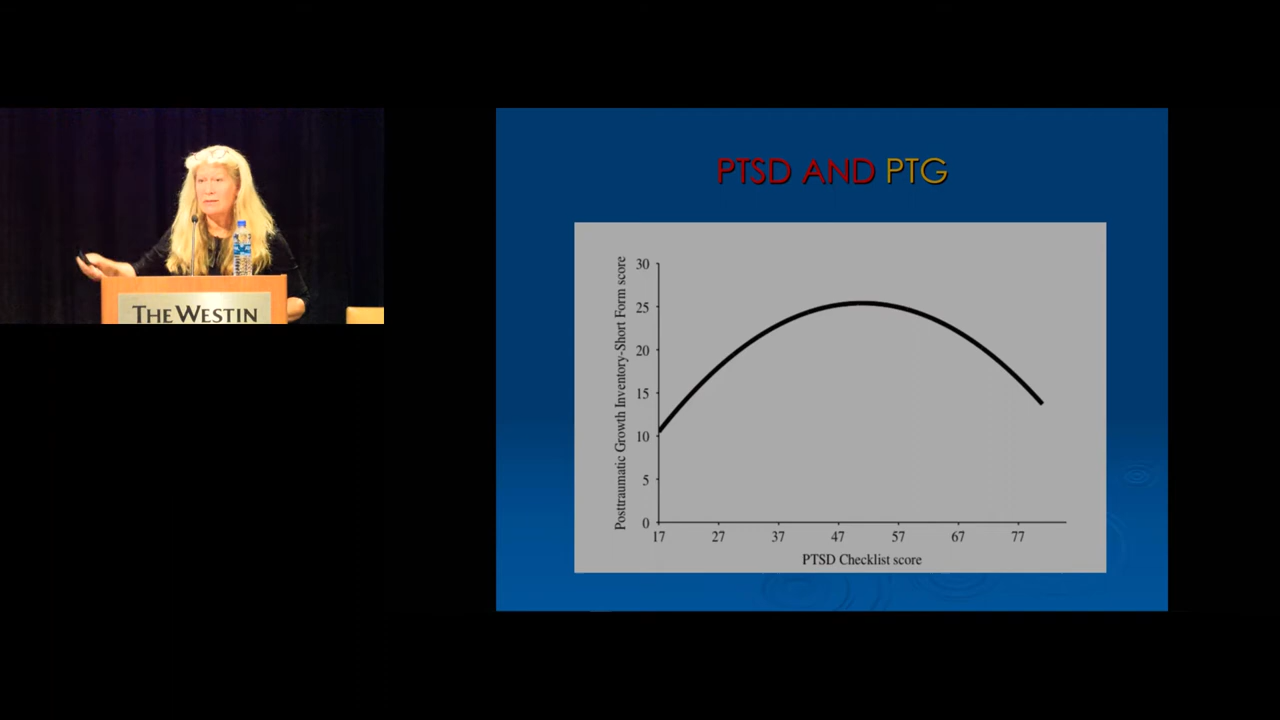 THE WESTIN
PTSD AND PTG
Posttraumatic Growth Inventory-Short Form score
30
25
20
15
10
5
0
17 27 37 47 57 67 77
PTSD Checklist score